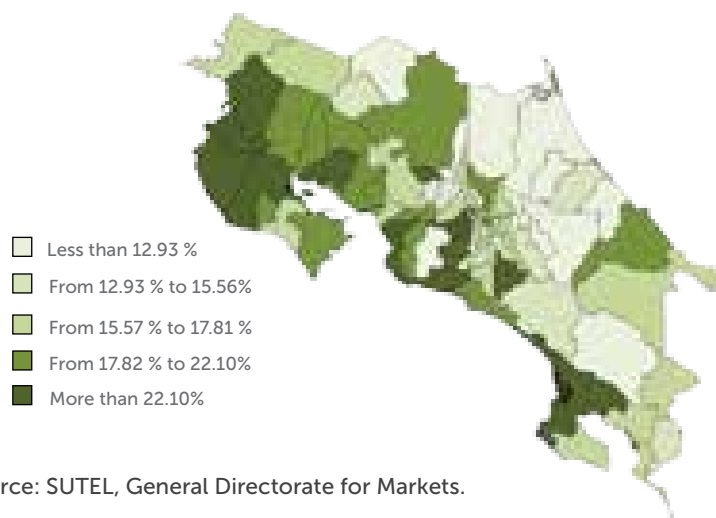 Less than 12.93 %
From 12.93 % to 15.56%
From 15.57 % to 17.81 %
From 17.82 % to 22.10%
More than 22.10%
rce: SUTEL, General Directorate for Markets.